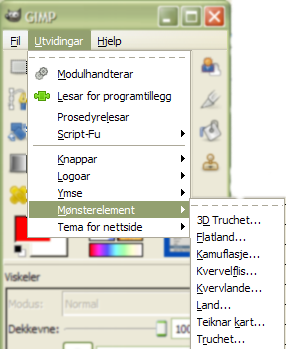 GIMP
Fil Utvidingar Hjelp
Modulhandterar
Lesar for programtillegg
Prosedyrelesar
Script-Fu
Knappar
Logoar
Ymse
Mønsterelement
Tema for nettside
3D Truchet...
Flatland...
Kamuflasje...
Kvervelflis...
Kvervlande...
Land...
Teiknar kart...
Truchet...
Viskeler
Modus: Normal
Dekkevne: 100